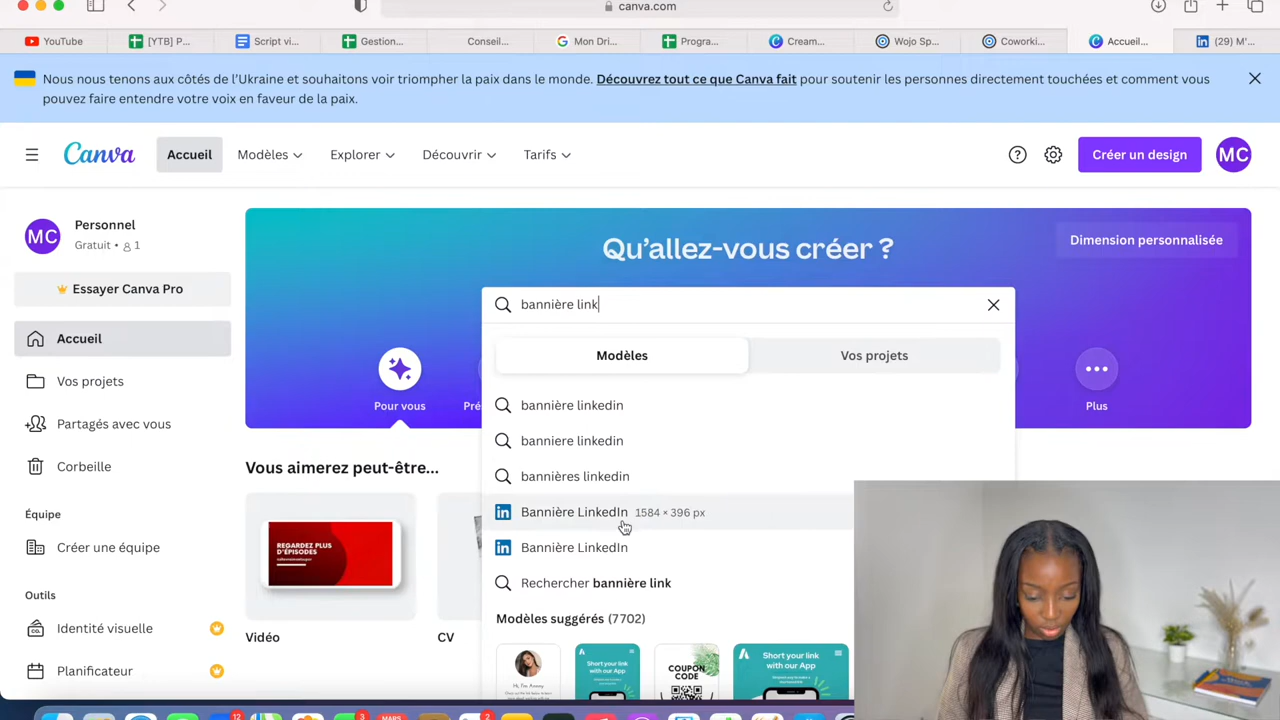 canva.com
YouTube
[YTB] P...
Script vi...
Gestion...
Conseil...
Mon Dri...
Progra...
Cream...
Wojo Sp...
Coworki...
Accueil...
(29) M'...
Nous nous tenons aux côtés de l'Ukraine et souhaitons voir triompher la paix dans le monde. Découvrez tout ce que Canva fait pour soutenir les personnes directement touchées et comment vous
pouvez faire entendre votre voix en faveur de la paix.
Canva
Accueil
Modèles
Explorer
Découvrir
Tarifs
Créer un design
MC
MC
Personnel
Gratuit • 1
Essayer Canva Pro
Accueil
Vos projets
Partagés avec vous
Corbeille
Équipe
Créer une équipe
Outils
Identité visuelle
Planificateur
Qu'allez-vous créer ?
Dimension personnalisée
bannière link
Modèles
Vos projets
Pour vous
Pré
Plus
bannière linkedin
banniere linkedin
bannières linkedin
Bannière LinkedIn 1584 × 396 px
Bannière LinkedIn
Rechercher bannière link
Modèles suggérés (7702)
Vous aimerez peut-être...
REGARDEZ PLUS
D'ÉPISODES
Vidéo
CV
Short your link
with our App
COUPON
CODE
Short your link
with our App
12
3
MARS
2